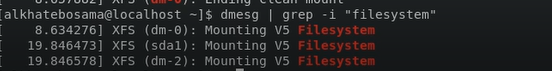 [alkhatebosama@localhost ~]$ dmesg | grep -i "filesystem"
8.634276] XFS (dm-0): Mounting V5 Filesystem
19.846473] XFS (sda1): Mounting V5 Filesystem
19.846578] XFS (dm-2): Mounting V5 Filesystem